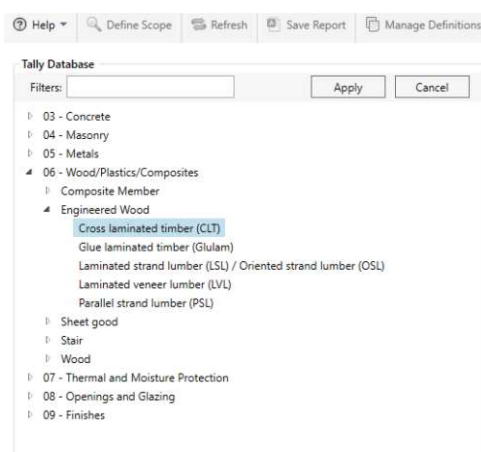 Help Define Scope Refresh Save Report Manage Definitions
Tally Database
Filters: Apply Cancel
03 - Concrete
04 - Masonry
05 - Metals
06 - Wood/Plastics/Composites
Composite Member
Engineered Wood
Cross laminated timber (CLT)
Glue laminated timber (Glulam)
Laminated strand lumber (LSL) / Oriented strand lumber (OSL)
Laminated veneer lumber (LVL)
Parallel strand lumber (PSL)
Sheet good
Stair
Wood
07 - Thermal and Moisture Protection
08 - Openings and Glazing
09 - Finishes